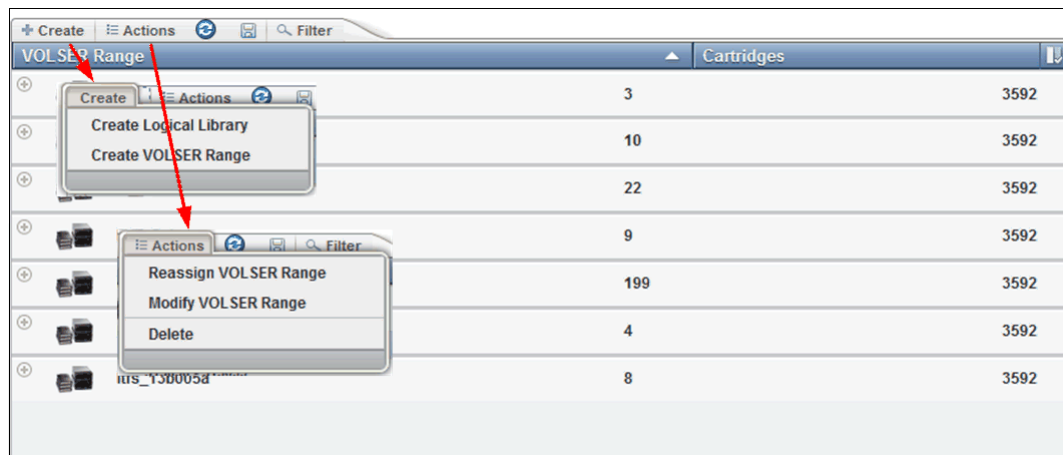 Create Actions Filter
VOLSER Range Cartridges
3 3592
Create Actions
Create Logical Library
10 3592
Create VOLSER Range
22 3592
9 3592
Actions Filter
Reassign VOLSER Range
199 3592
Modify VOLSER Range
Delete
4 3592
8 3592